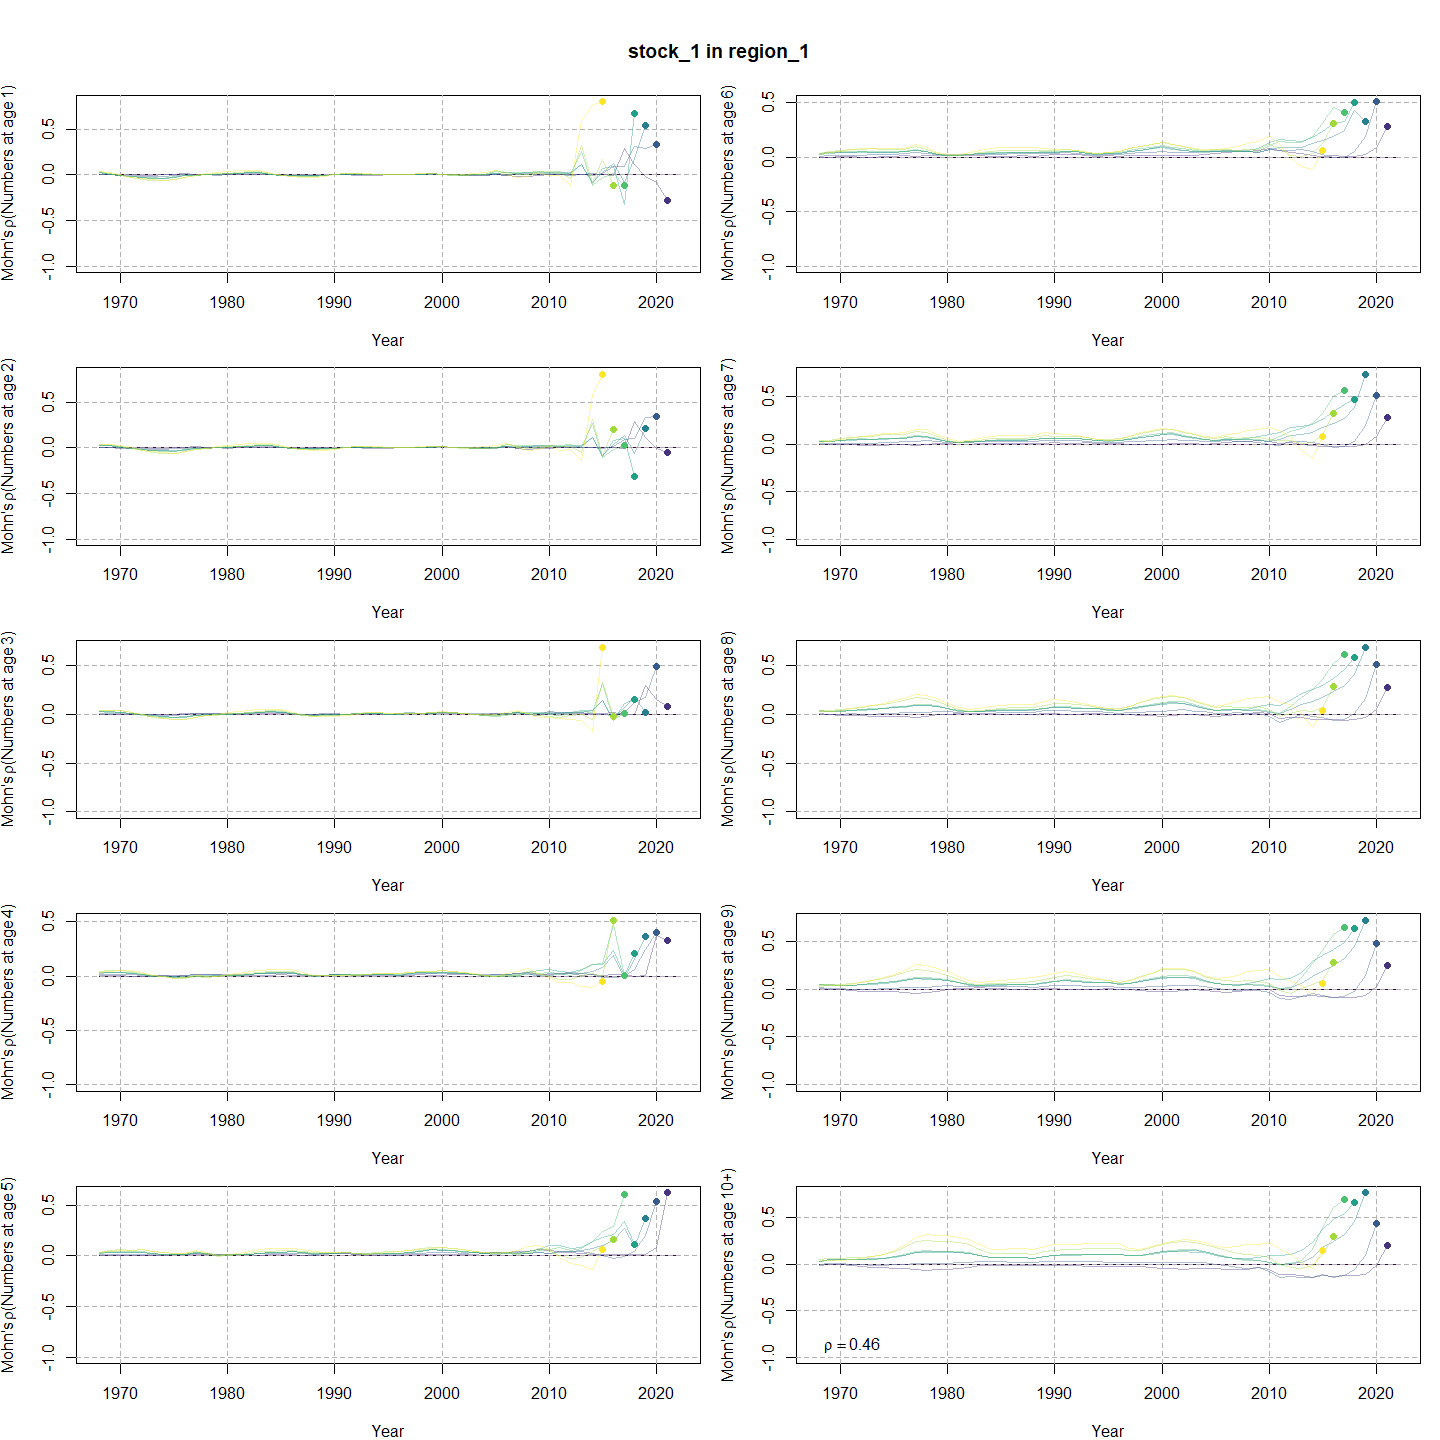 stock_1 in region_1
Mohn's ρ(Numbers at age 1)
0.5
0.0
-0.5
-1.0
1970 1980 1990 2000 2010 2020
Year
Mohn's ρ(Numbers at age 2)
0.5
0.0
-0.5
-1.0
1970 1980 1990 2000 2010 2020
Year
Mohn's ρ(Numbers at age 3)
0.5
0.0
-0.5
-1.0
1970 1980 1990 2000 2010 2020
Year
Mohn's ρ(Numbers at age 4)
0.5
0.0
-0.5
-1.0
1970 1980 1990 2000 2010 2020
Year
Mohn's ρ(Numbers at age 5)
0.5
0.0
-0.5
-1.0
1970 1980 1990 2000 2010 2020
Year
Mohn's ρ(Numbers at age 6)
0.5
0.0
-0.5
-1.0
1970 1980 1990 2000 2010 2020
Year
Mohn's ρ(Numbers at age 7)
0.5
0.0
-0.5
-1.0
1970 1980 1990 2000 2010 2020
Year
Mohn's ρ(Numbers at age 8)
0.5
0.0
-0.5
-1.0
1970 1980 1990 2000 2010 2020
Year
Mohn's ρ(Numbers at age 9)
0.5
0.0
-0.5
-1.0
1970 1980 1990 2000 2010 2020
Year
Mohn's ρ(Numbers at age 10+)
0.5
0.0
-0.5
-1.0
ρ = 0.46
1970 1980 1990 2000 2010 2020
Year